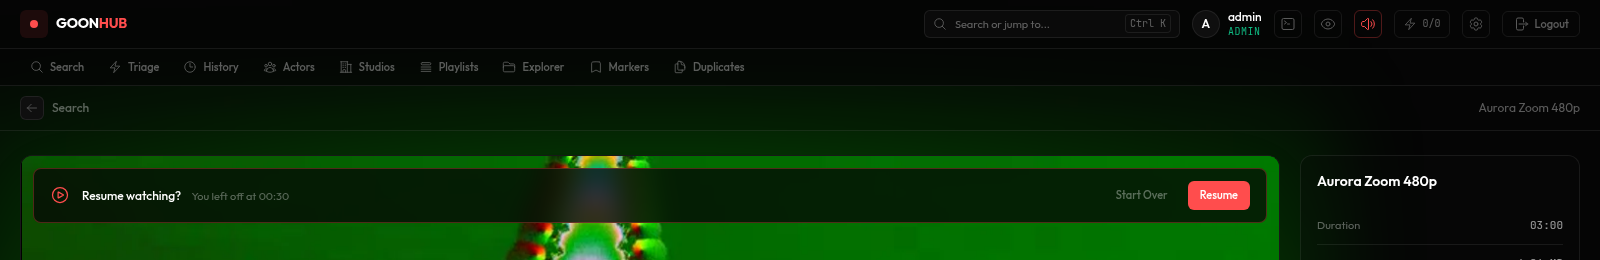 GOONHUB
Search or jump to...
Ctrl K
A
admin
ADMIN
0/0
Logout
Search
Triage
History
Actors
Studios
Playlists
Explorer
Markers
Duplicates
Search
Aurora Zoom 480p
Resume watching? You left off at 00:30
Start Over
Resume
Aurora Zoom 480p
Duration 03:00